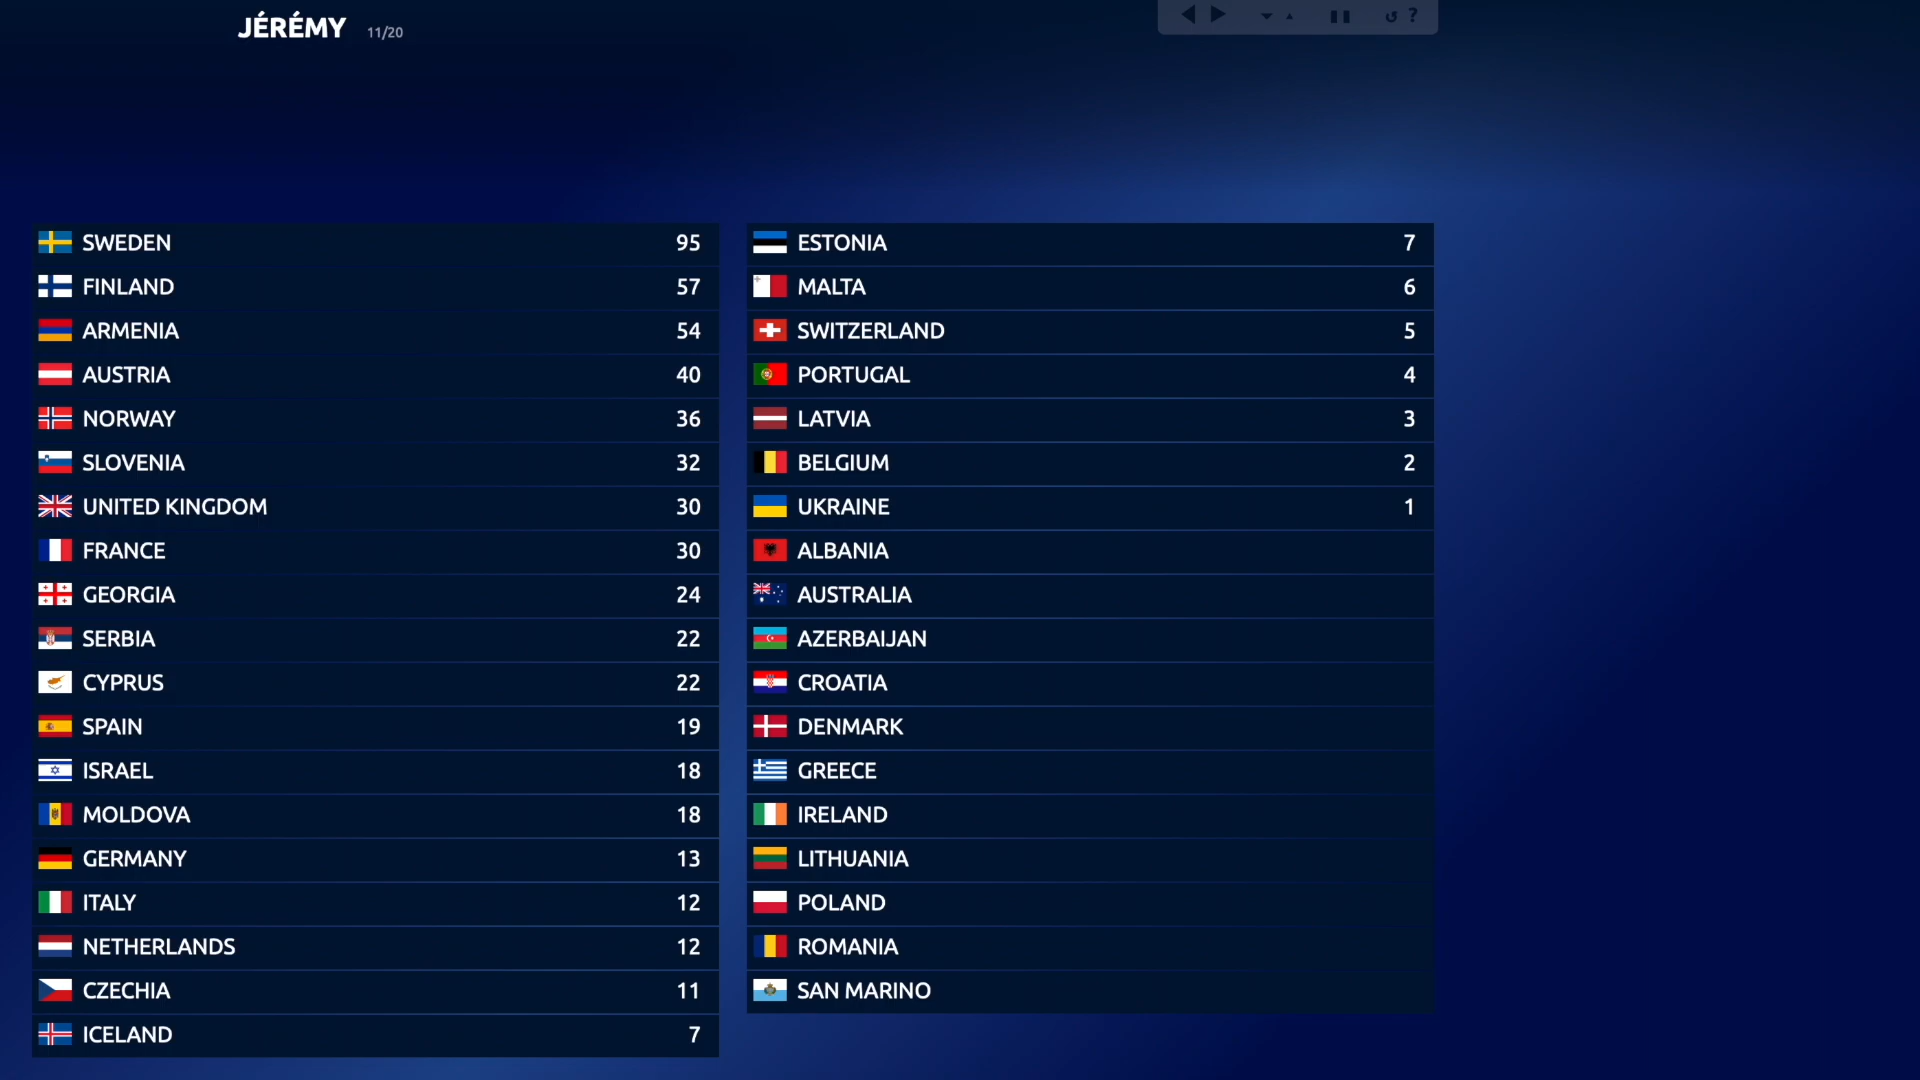 JÉRÉMY 11/20
?
SWEDEN 95
FINLAND 57
ARMENIA 54
AUSTRIA 40
NORWAY 36
SLOVENIA 32
UNITED KINGDOM 30
FRANCE 30
GEORGIA 24
SERBIA 22
CYPRUS 22
SPAIN 19
ISRAEL 18
MOLDOVA 18
GERMANY 13
ITALY 12
NETHERLANDS 12
CZECHIA 11
ICELAND 7
ESTONIA 7
MALTA 6
SWITZERLAND 5
PORTUGAL 4
LATVIA 3
BELGIUM 2
UKRAINE 1
ALBANIA
AUSTRALIA
AZERBAIJAN
CROATIA
DENMARK
GREECE
IRELAND
LITHUANIA
POLAND
ROMANIA
SAN MARINO